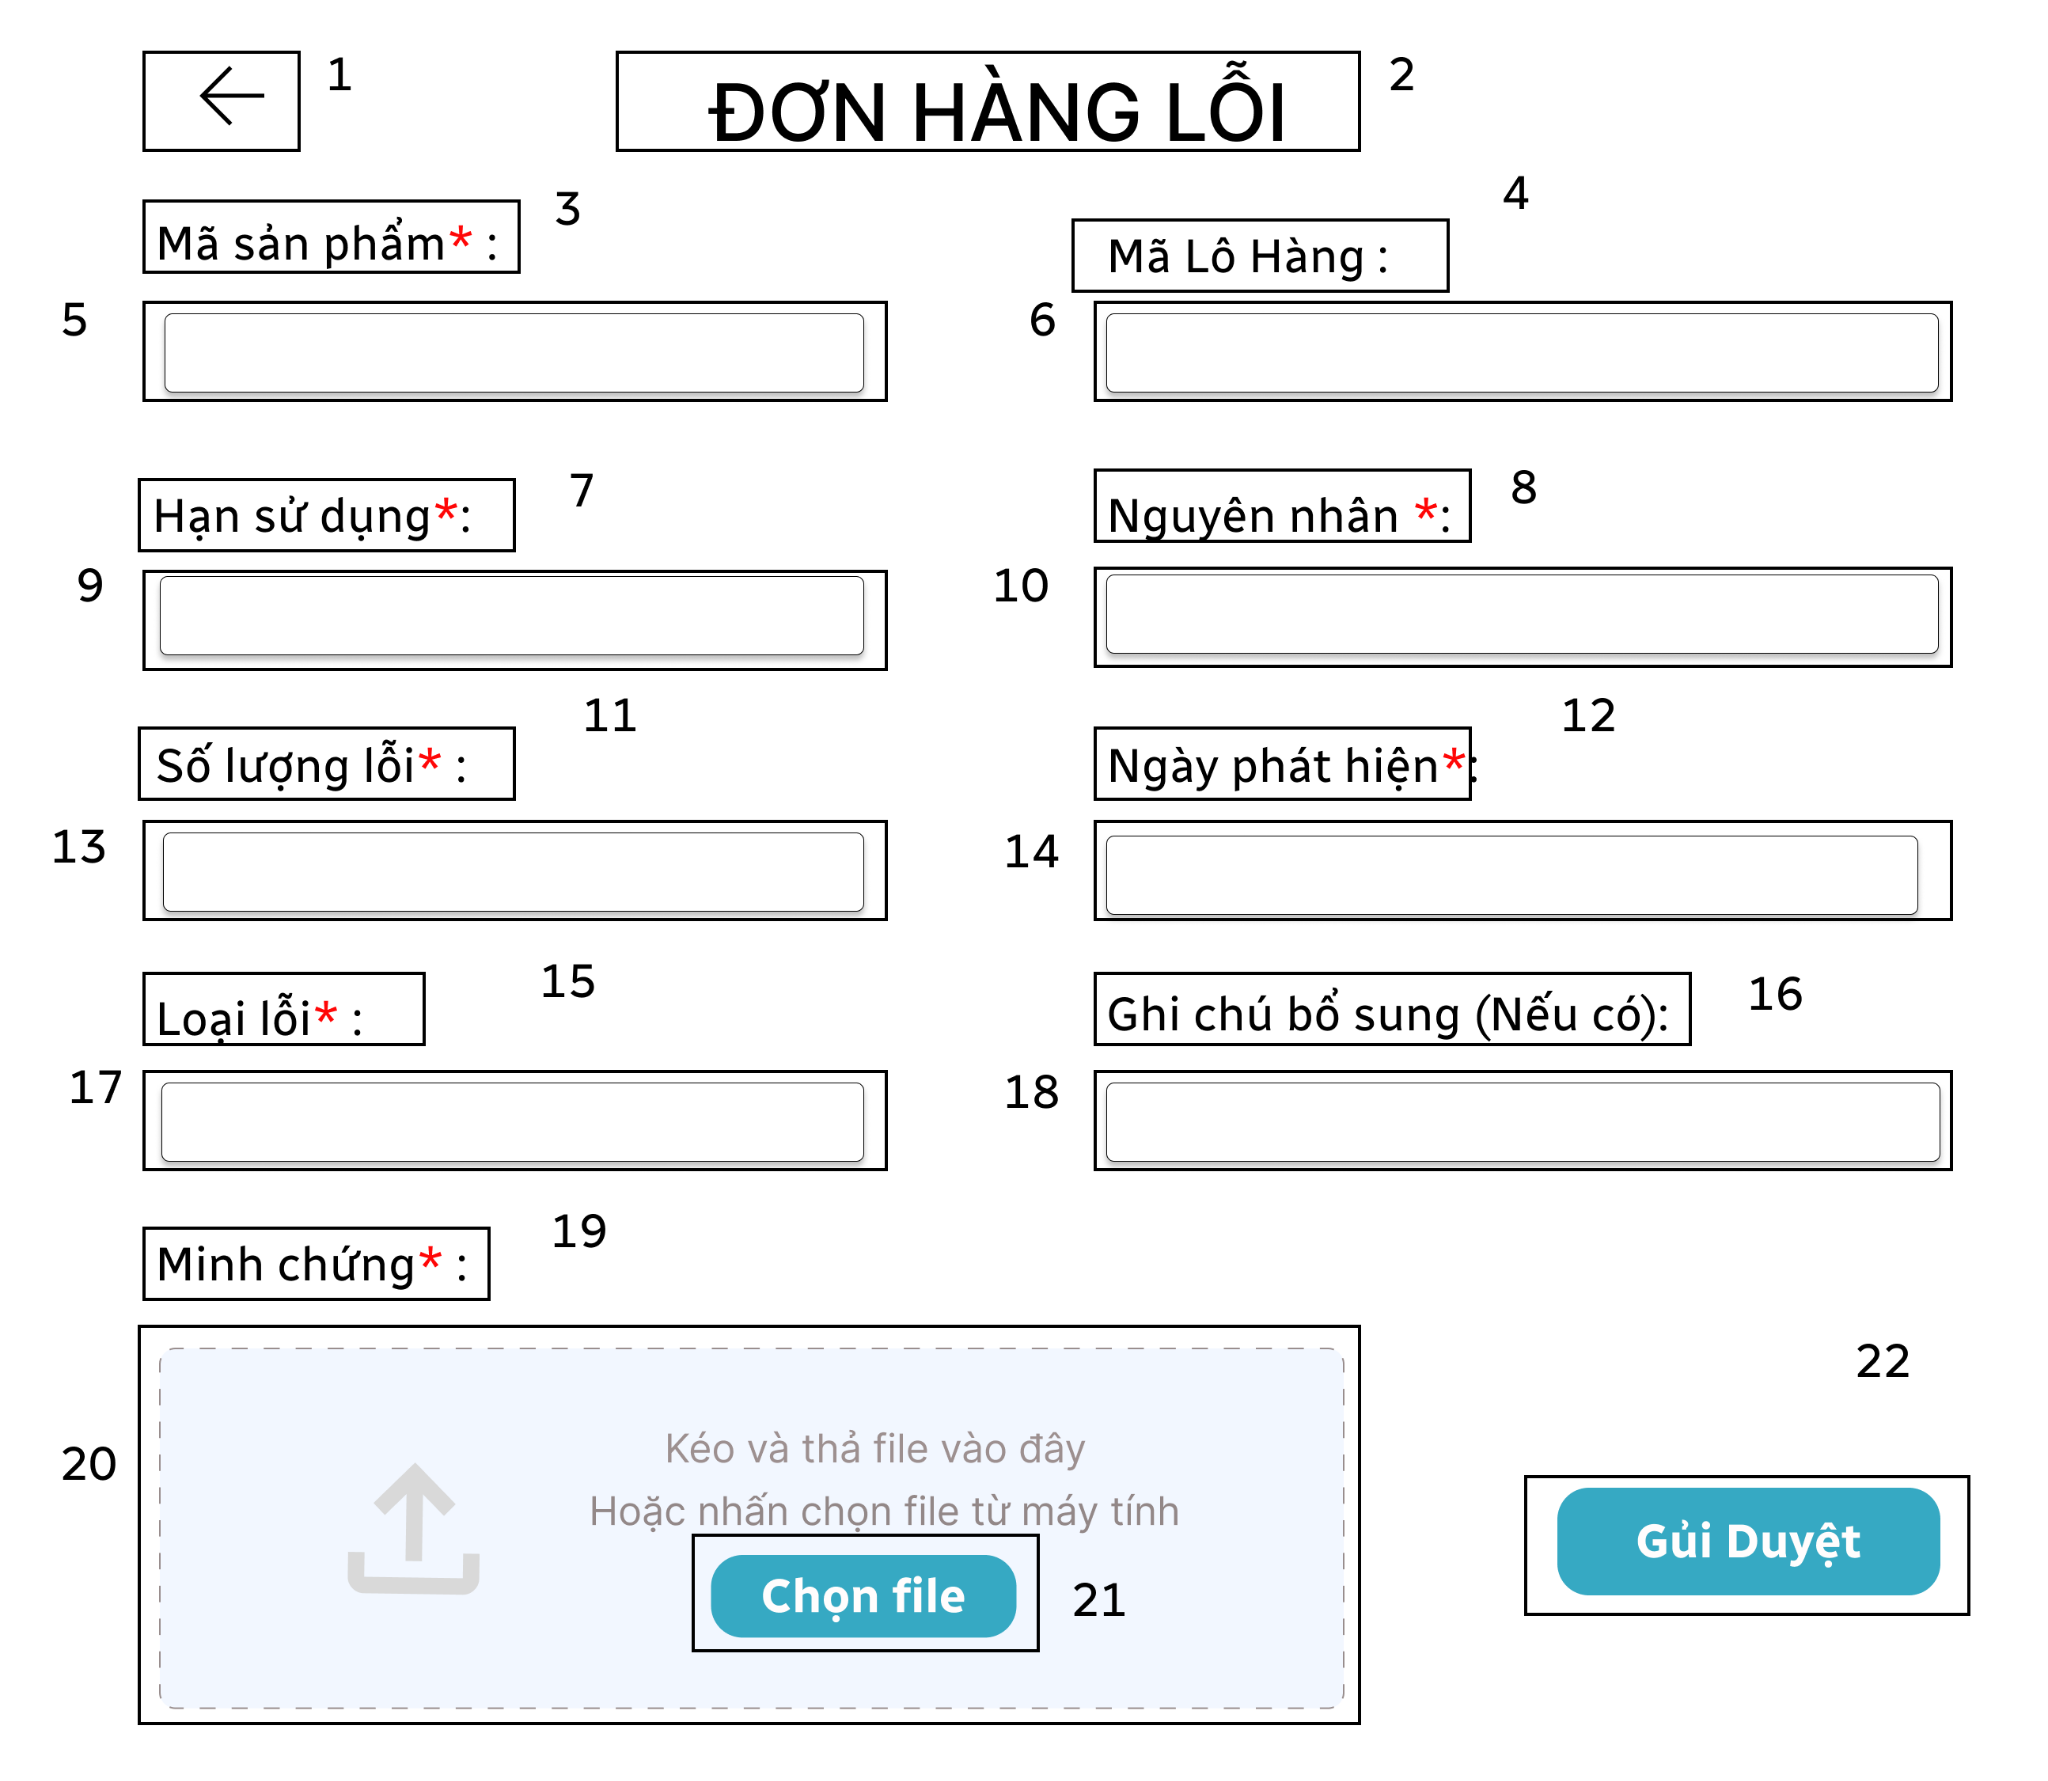 1
ĐƠN HÀNG LỖI
2
Mã sản phẩm* :
3
Mã Lô Hàng :
4
5
6
Hạn sử dụng*:
7
Nguyên nhân *:
8
9
10
Số lượng lỗi* :
11
Ngày phát hiện*:
12
13
14
Loại lỗi* :
15
Ghi chú bổ sung (Nếu có):
16
17
18
Minh chứng* :
19
20
Kéo và thả file vào đây
Hoặc nhấn chọn file từ máy tính
Chọn file
21
22
Gủi Duyệt